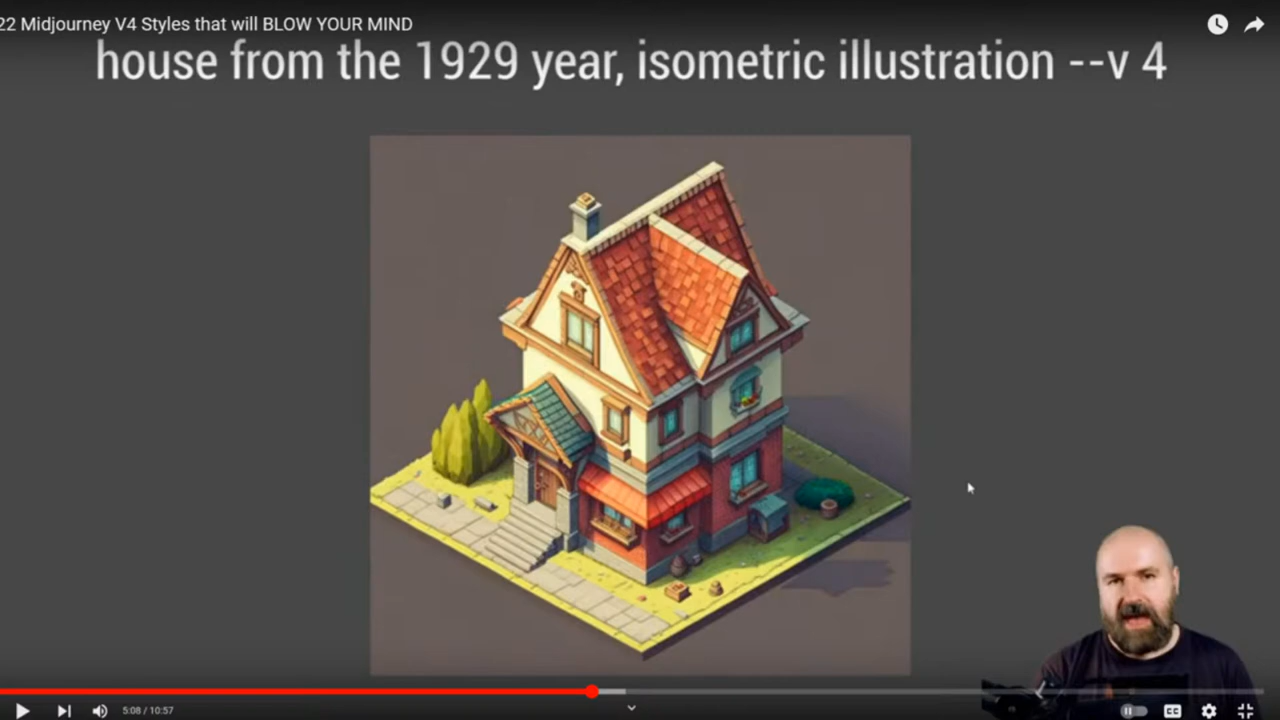 22 Midjourney V4 Styles that will BLOW YOUR MIND
house from the 1929 year, isometric illustration --v 4
5:08 / 10:57
CC